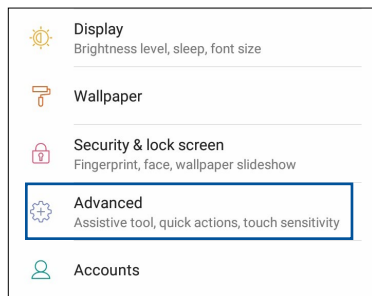 Display
Brightness level, sleep, font size
Wallpaper
Security & lock screen
Fingerprint, face, wallpaper slideshow
Advanced
Assistive tool, quick actions, touch sensitivity
Accounts